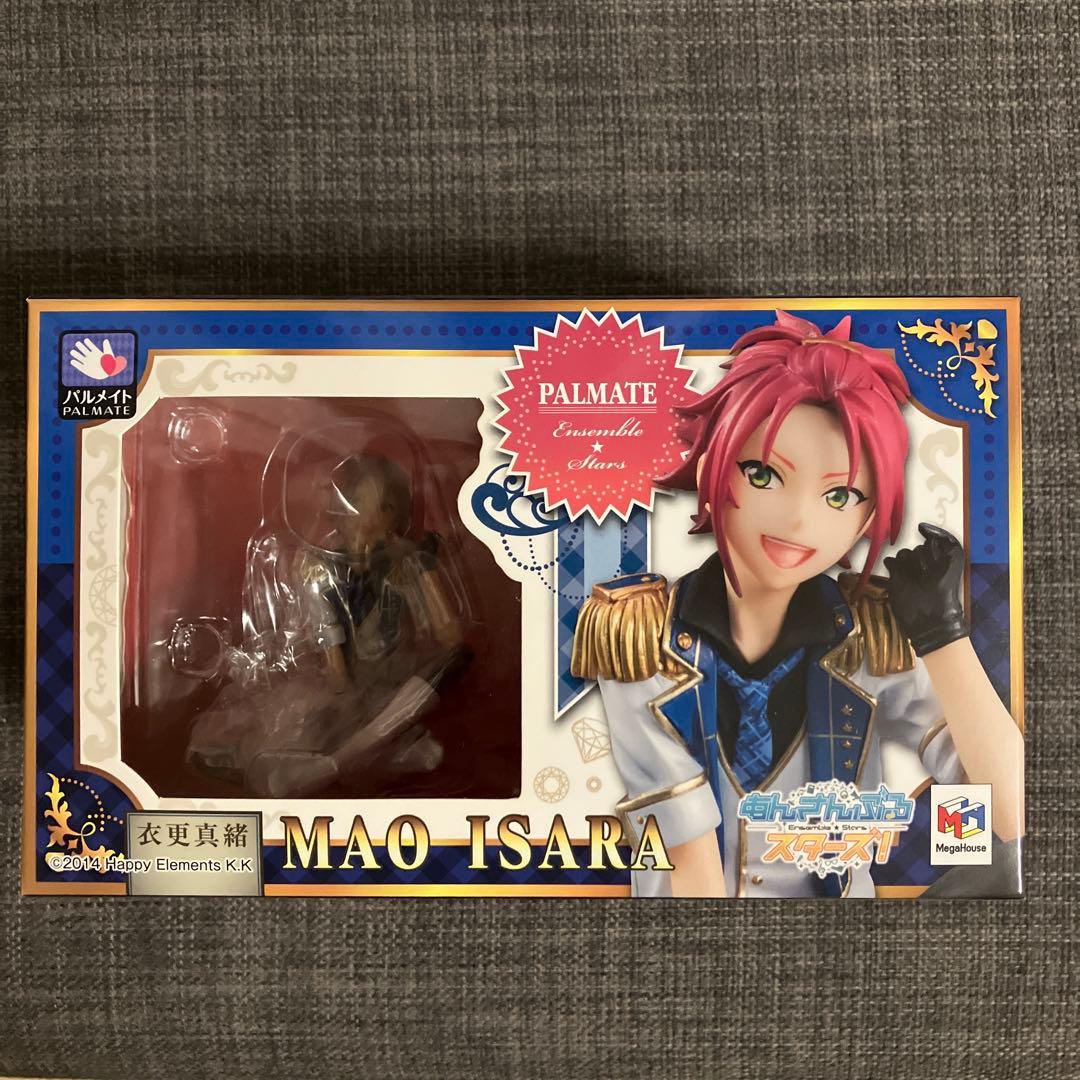 パルメイト
PALMATE
PALMATE
Ensemble
★
Stars
衣更真緒
©2014 Happy Elements K.K
MAO ISARA
あんさんぶる
Ensemble★Stars
スターズ!
MegaHouse